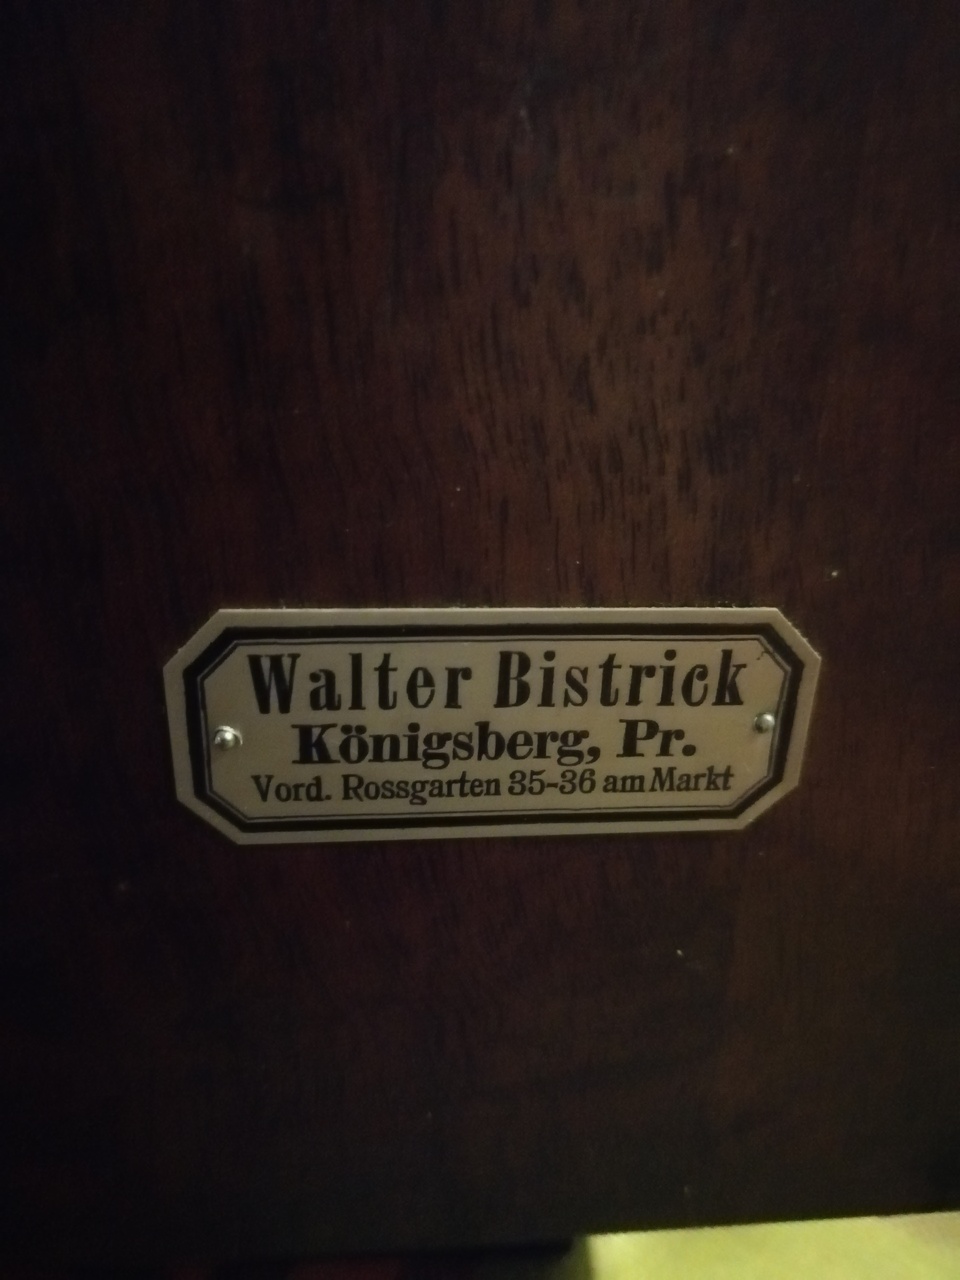 Walter Bistrick
Königsberg, Pr.
Vord. Rossgarten 35-36 am Markt